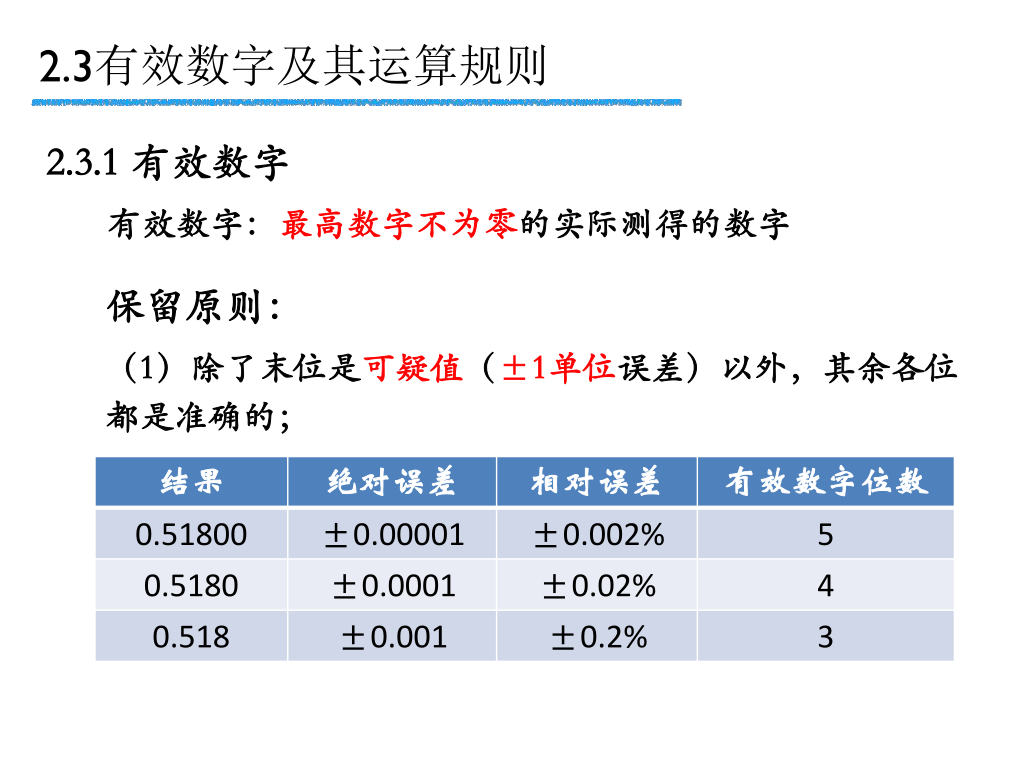 2.3有效数字及其运算规则
2.3.1 有效数字
有效数字：最高数字不为零的实际测得的数字
保留原则：
（1）除了末位是可疑值（±1单位误差）以外，其余各位
都是准确的；
结果 绝对误差 相对误差 有效数字位数
0.51800 ±0.00001 ±0.002% 5
0.5180 ±0.0001 ±0.02% 4
0.518 ±0.001 ±0.2% 3